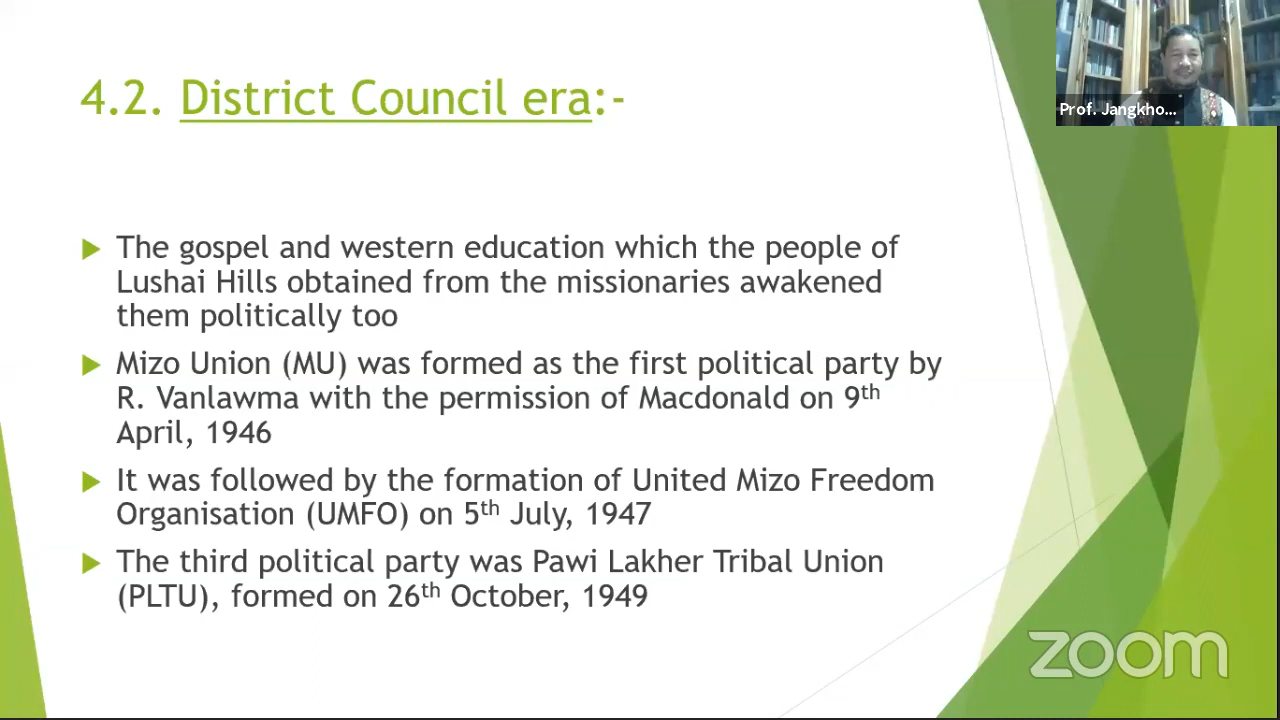 4.2. District Council era:-
Prof. Jangkho...
The gospel and western education which the people of
Lushai Hills obtained from the missionaries awakened
them politically too
Mizo Union (MU) was formed as the first political party by
R. Vanlawma with the permission of Macdonald on 9th
April, 1946
It was followed by the formation of United Mizo Freedom
Organisation (UMFO) on 5th July, 1947
The third political party was Pawi Lakher Tribal Union
(PLTU), formed on 26th October, 1949
zoom